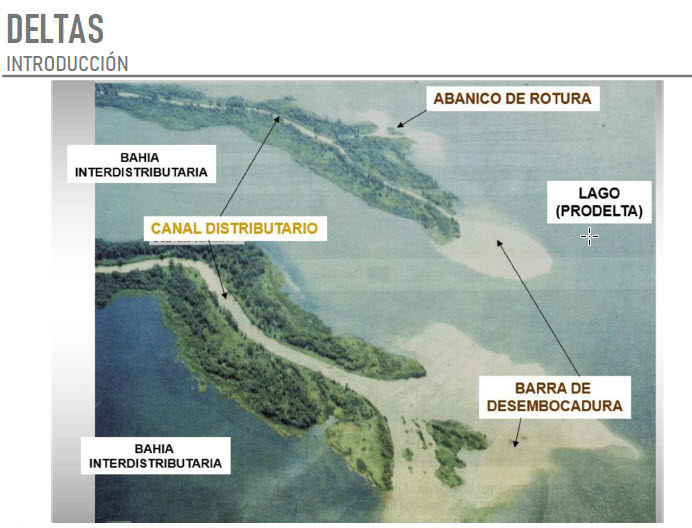 DELTAS
INTRODUCCIÓN
ABANICO DE ROTURA
BAHIA
INTERDISTRIBUTARIA
LAGO
(PRODELTA)
CANAL DISTRIBUTARIO
BARRA DE
DESEMBOCADURA
BAHIA
INTERDISTRIBUTARIA